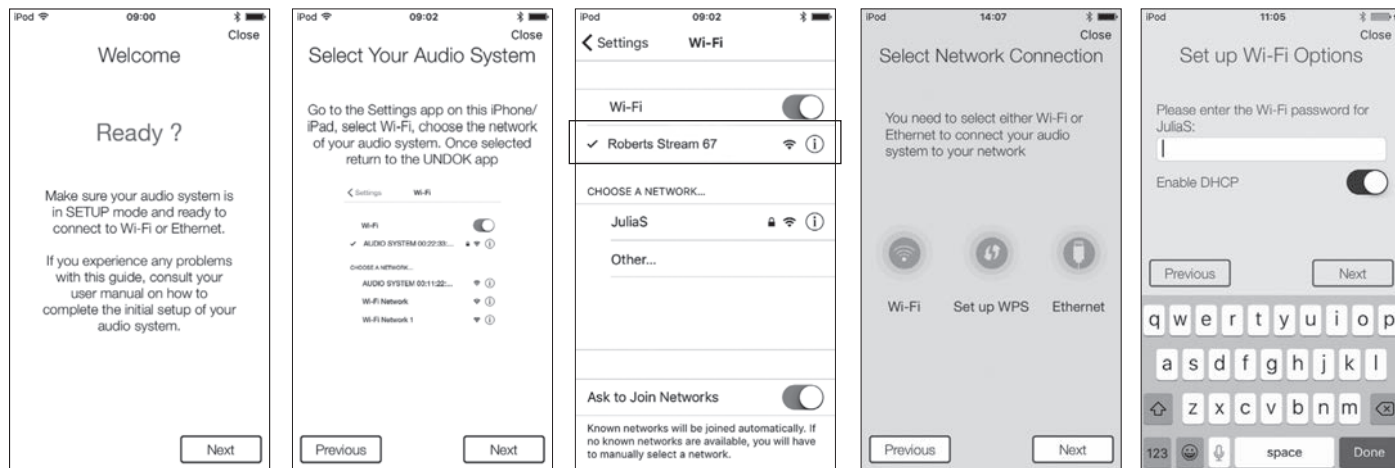 iPod 09:00
Close
Welcome
Ready ?
Make sure your audio system is
in SETUP mode and ready to
connect to Wi-Fi or Ethernet.
If you experience any problems
with this guide, consult your
user manual on how to
complete the initial setup of your
audio system.
Next
iPod 09:02
Close
Select Your Audio System
Go to the Settings app on this iPhone/
iPad, select Wi-Fi, choose the network
of your audio system. Once selected
return to the UNDOK app
Settings Wi-Fi
Wi-Fi
AUDIO SYSTEM 00:22:33:...
CHOOSE A NETWORK...
AUDIO SYSTEM 00:11:22:...
Wi-Fi Network
Wi-Fi Network 1
Previous Next
iPod 09:02
Settings Wi-Fi
Wi-Fi
Roberts Stream 67
CHOOSE A NETWORK...
JuliaS
Other...
Ask to Join Networks
Known networks will be joined automatically. If
no known networks are available, you will have
to manually select a network.
iPod 14:07
Close
Select Network Connection
You need to select either Wi-Fi or
Ethernet to connect your audio
system to your network
Wi-Fi Set up WPS Ethernet
Previous Next
iPod 11:05
Close
Set up Wi-Fi Options
Please enter the Wi-Fi password for
JuliaS:
Enable DHCP
Previous Next
q w e r t y u i o p
a s d f g h j k l
z x c v b n m
123 space Done